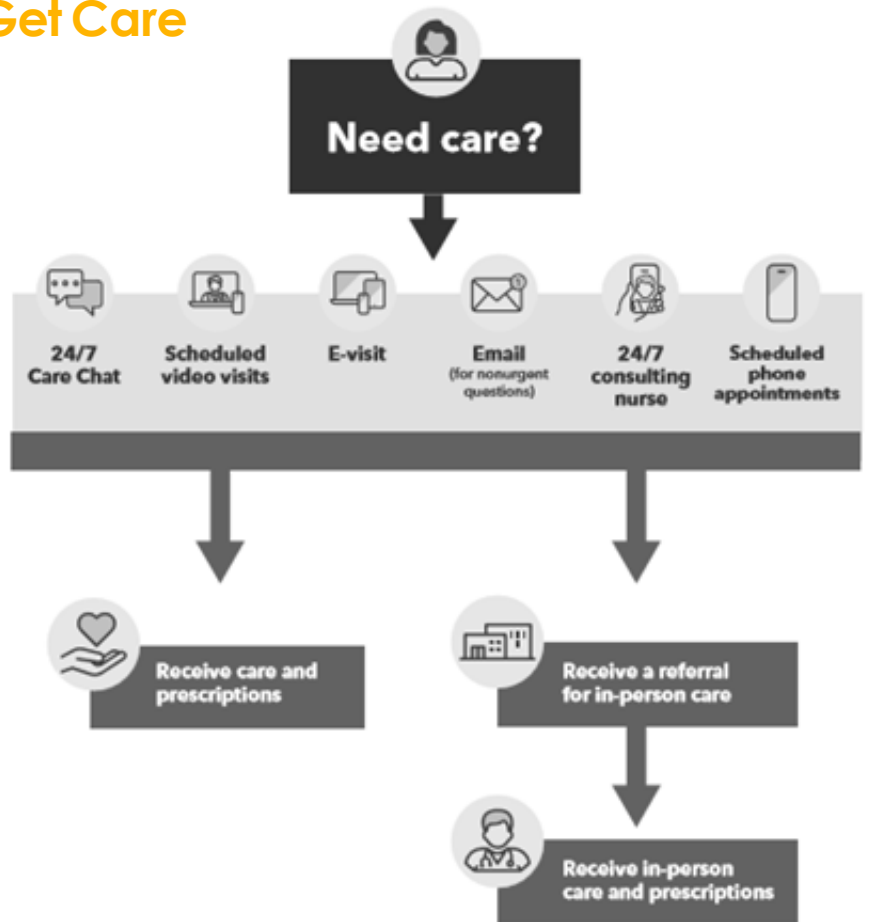 Get Care
Need care?
24/7
Care Chat
Scheduled
video visits
E-visit
Email
(for nonurgent
questions)
24/7
consulting
nurse
Scheduled
phone
appointments
Receive care and
prescriptions
Receive a referral
for in-person care
Receive in-person
care and prescriptions